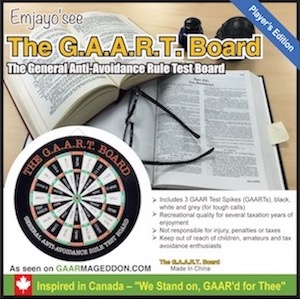 Emjayo'see
Player's Edition
The G.A.A.R.T. Board
The General Anti-Avoidance Rule Test Board
THE G.A.A.R.T. BOARD
GENERAL ANTI-AVOIDANCE RULE TEST BOARD
Includes 3 GAAR Test Spikes (GAARTs), black,
white and grey (for tough calls)
Recreational quality for several taxation years of
enjoyment
Not responsible for injury, penalties or taxes
Keep out of reach of children, amateurs and tax
avoidance enthusiasts
The G.A.A.R.T. Board
Made In China
As seen on GAARMAGEDDON.COM
Inspired in Canada – "We Stand on, GAAR'd for Thee"